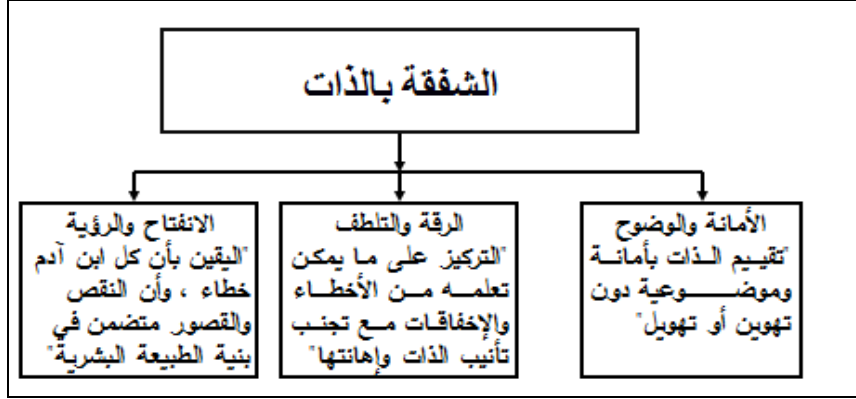 الشفقة بالذات
الأمانة والوضوح
"تقييم الذات بأمانة
وموضوعية دون
تهوين أو تهويل"
الرقة والتلطف
"التركيز على ما يمكن
تعلمه من الأخطاء
والإخفاقات مع تجنب
تأنيب الذات وإهانتها"
الانفتاح والرؤية
"اليقين بأن كل ابن آدم
خطاء ، وأن النقص
والقصور متضمن في
بنية الطبيعة البشرية"